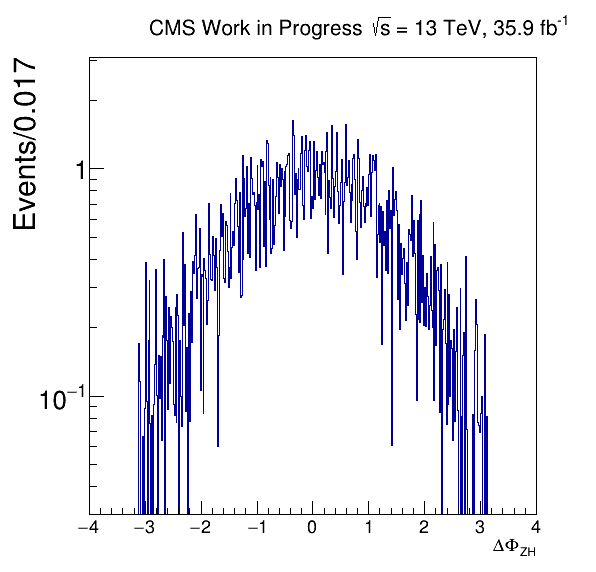 CMS Work in Progress √s = 13 TeV, 35.9 fb⁻¹
Events/0.017
1
10⁻¹
−4 −3 −2 −1 0 1 2 3 4
ΔΦ_ZH